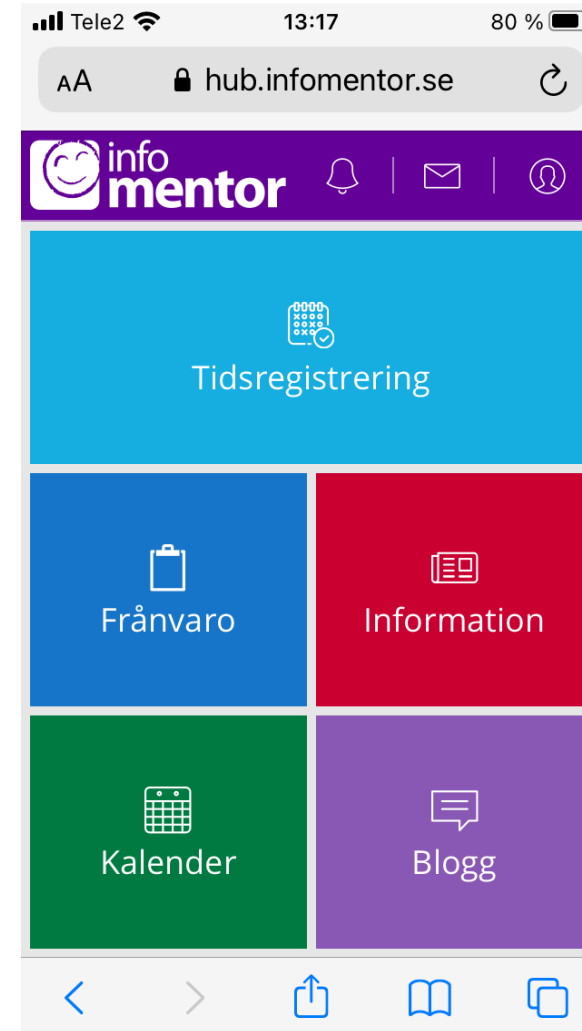 Tele2 13:17 80 %
AA hub.infomentor.se
info
mentor
Tidsregistrering
Frånvaro Information
Kalender Blogg